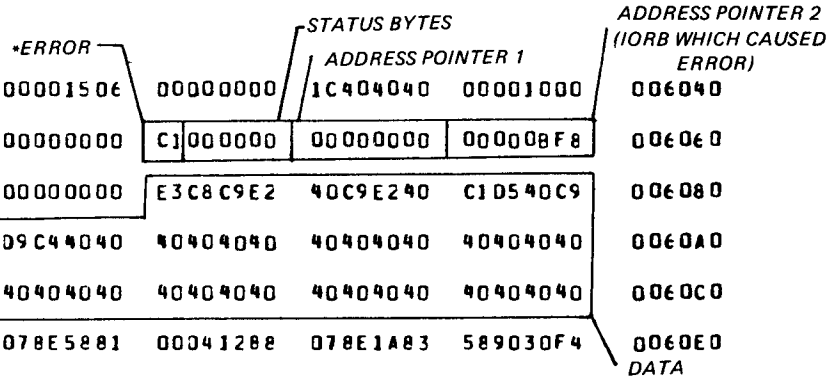 STATUS BYTES
ADDRESS POINTER 2
*ERROR
(IORB WHICH CAUSED
ADDRESS POINTER 1
ERROR)
00001506 00000000 1C404040 00001000 006040
00000000 C1 000000 00000000 00000BF8 006060
00000000 E3C8C9E2 40C9E240 C1D540C9 006080
D9C44040 40404040 40404040 40404040 0060A0
40404040 40404040 40404040 40404040 0060C0
078E5881 00041288 078E1A83 589030F4 0060E0
DATA